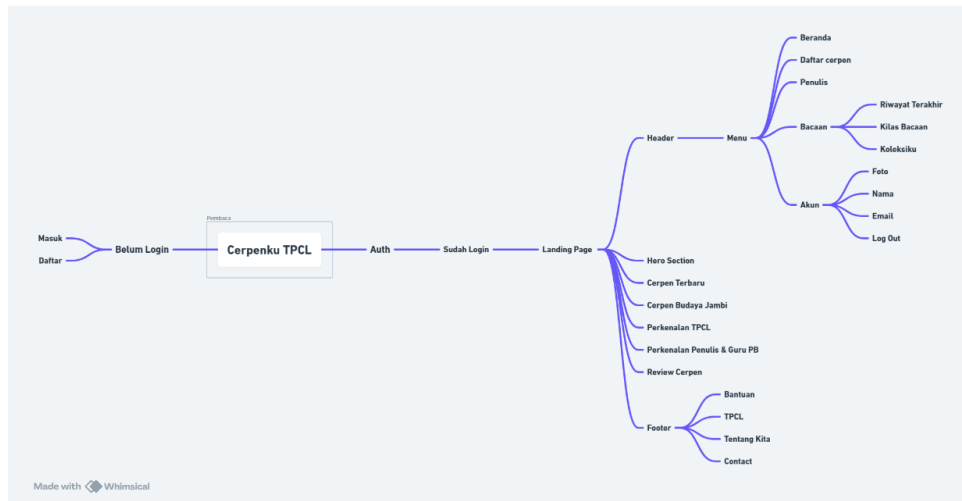 Beranda
Daftar cerpen
Penulis
Riwayat Terakhir
Bacaan
Kilas Bacaan
Header
Menu
Koleksiku
Foto
Nama
Akun
Email
Log Out
Pembaca
Masuk
Belum Login
Cerpenku TPCL
Auth
Sudah Login
Landing Page
Daftar
Hero Section
Cerpen Terbaru
Cerpen Budaya Jambi
Perkenalan TPCL
Perkenalan Penulis & Guru PB
Review Cerpen
Bantuan
TPCL
Footer
Tentang Kita
Contact
Made with Whimsical